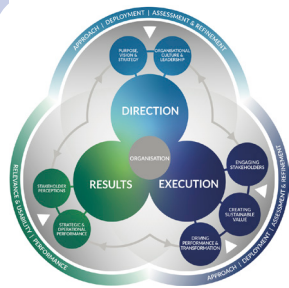 APPROACH | DEPLOYMENT | ASSESSMENT & REFINEMENT
PURPOSE,
VISION &
STRATEGY
ORGANISATIONAL
CULTURE &
LEADERSHIP
DIRECTION
ORGANISATION
RESULTS
EXECUTION
STAKEHOLDER
PERCEPTIONS
STRATEGIC &
OPERATIONAL
PERFORMANCE
ENGAGING
STAKEHOLDERS
CREATING
SUSTAINABLE
VALUE
DRIVING
PERFORMANCE &
TRANSFORMATION
RELEVANCE & USABILITY | PERFORMANCE
APPROACH | DEPLOYMENT | ASSESSMENT & REFINEMENT